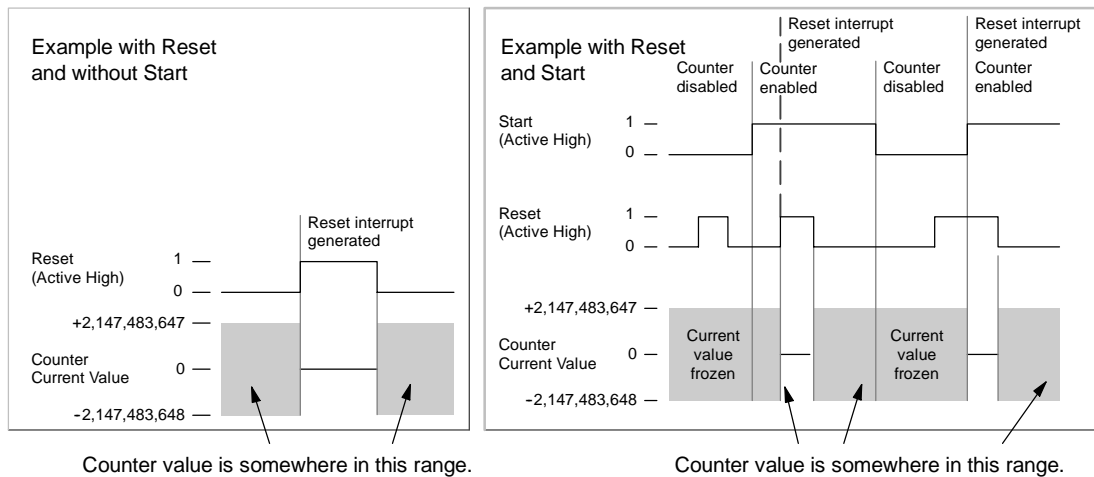 Example with Reset
and without Start
Reset interrupt
generated
Reset
(Active High)
1
0
+2,147,483,647
Counter
Current Value
0
-2,147,483,648
Counter value is somewhere in this range.
Example with Reset
and Start
Reset interrupt
generated
Reset interrupt
generated
Counter
disabled
Counter
enabled
Counter
disabled
Counter
enabled
Start
(Active High)
1
0
Reset
(Active High)
1
0
+2,147,483,647
Counter
Current Value
0
-2,147,483,648
Current
value
frozen
Current
value
frozen
Counter value is somewhere in this range.